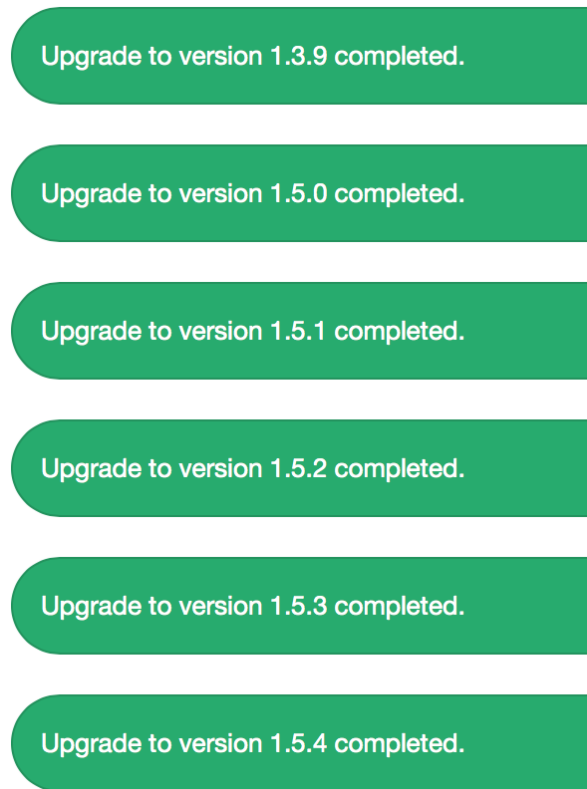 Upgrade to version 1.3.9 completed.
Upgrade to version 1.5.0 completed.
Upgrade to version 1.5.1 completed.
Upgrade to version 1.5.2 completed.
Upgrade to version 1.5.3 completed.
Upgrade to version 1.5.4 completed.